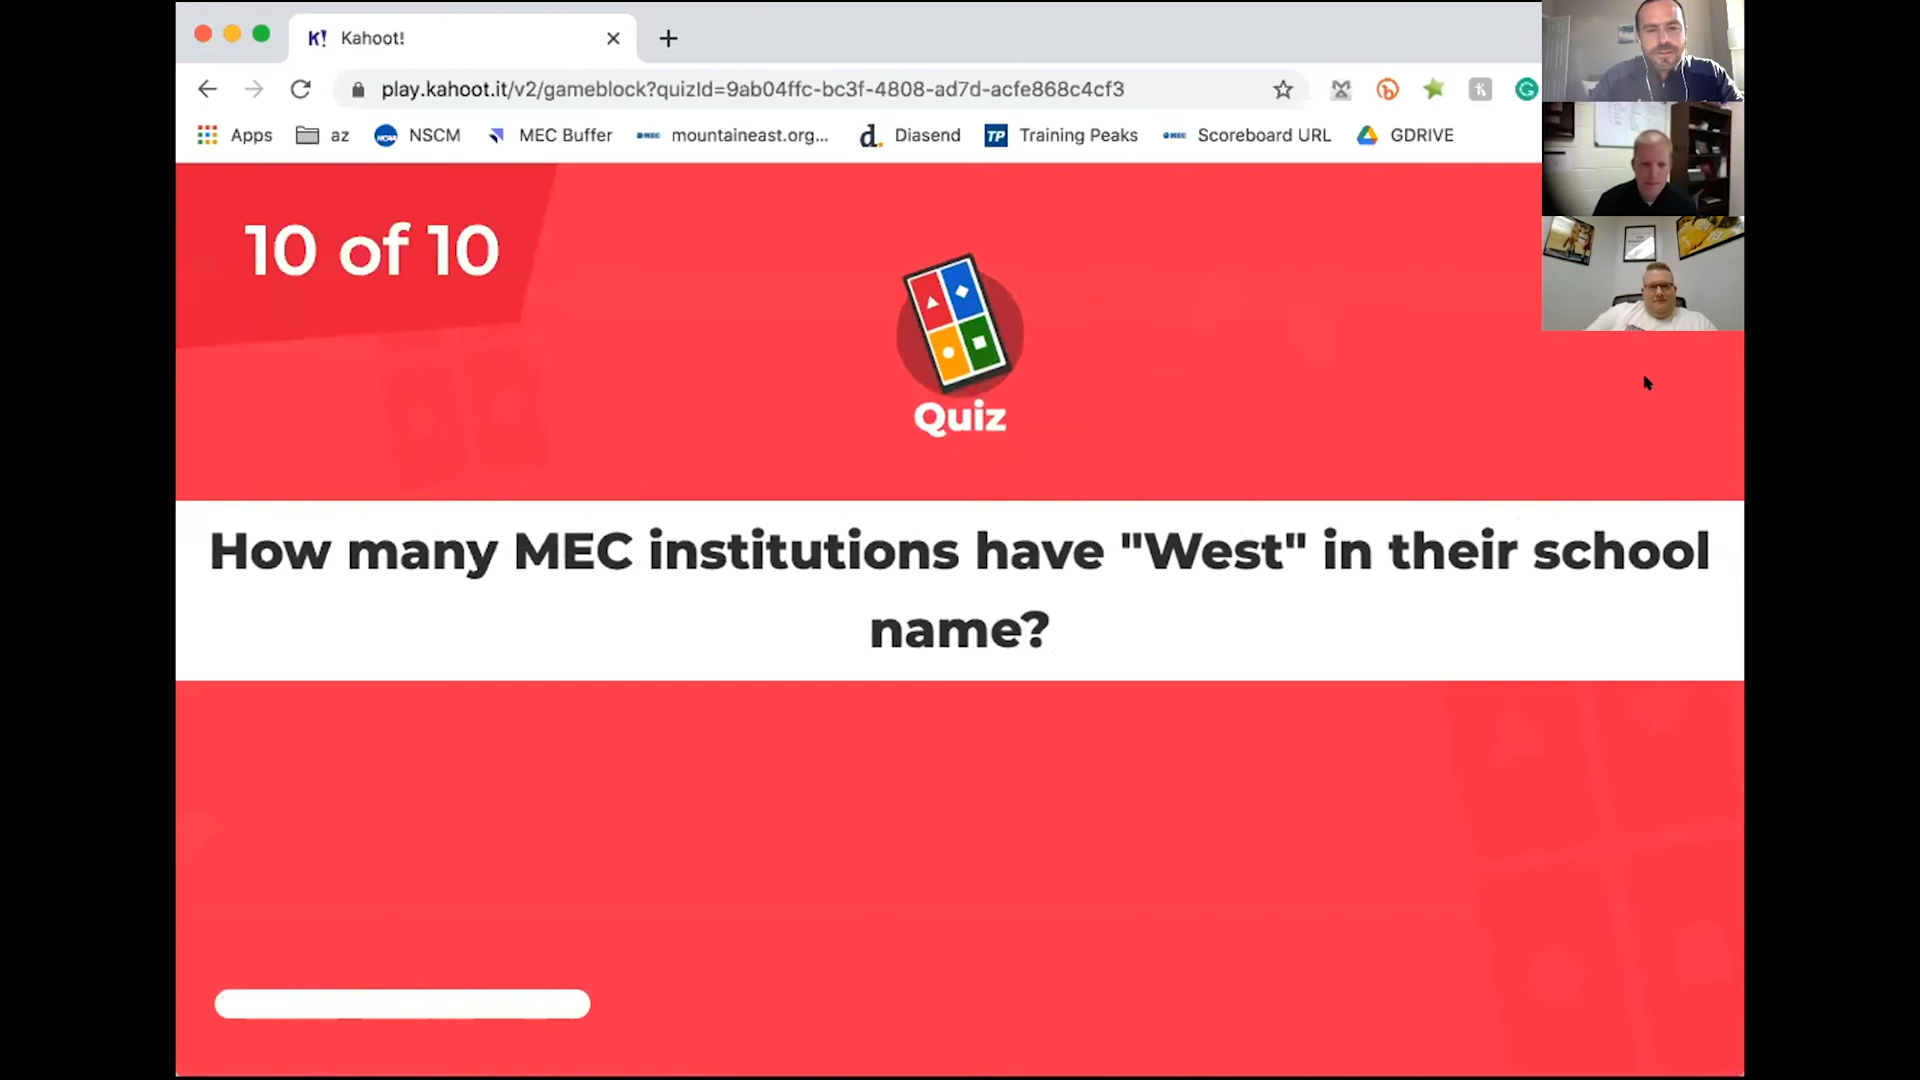 K! Kahoot!
play.kahoot.it/v2/gameblock?quizId=9ab04ffc-bc3f-4808-ad7d-acfe868c4cf3
Apps az NSCM MEC Buffer mountaineast.org... d. Diasend TP Training Peaks Scoreboard URL GDRIVE
10 of 10
Quiz
How many MEC institutions have "West" in their school
name?